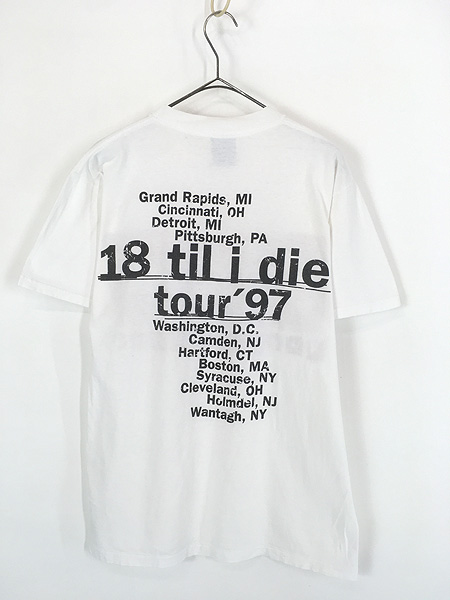 Grand Rapids, MI
Cincinnati, OH
Detroit, MI
Pittsburgh, PA
18 til i die
tour'97
Washington, D.C.
Camden, NJ
Hartford, CT
Boston, MA
Syracuse, NY
Cleveland, OH
Holmdel, NJ
Wantagh, NY